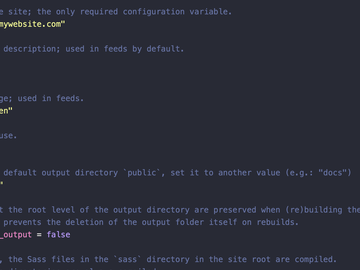 e site; the only required configuration variable.
mywebsite.com"
description; used in feeds by default.
ge; used in feeds.
en"
use.
default output directory `public`, set it to another value (e.g.: "docs")
"
t the root level of the output directory are preserved when (re)building the
prevents the deletion of the output folder itself on rebuilds.
_output = false
, the Sass files in the `sass` directory in the site root are compiled.